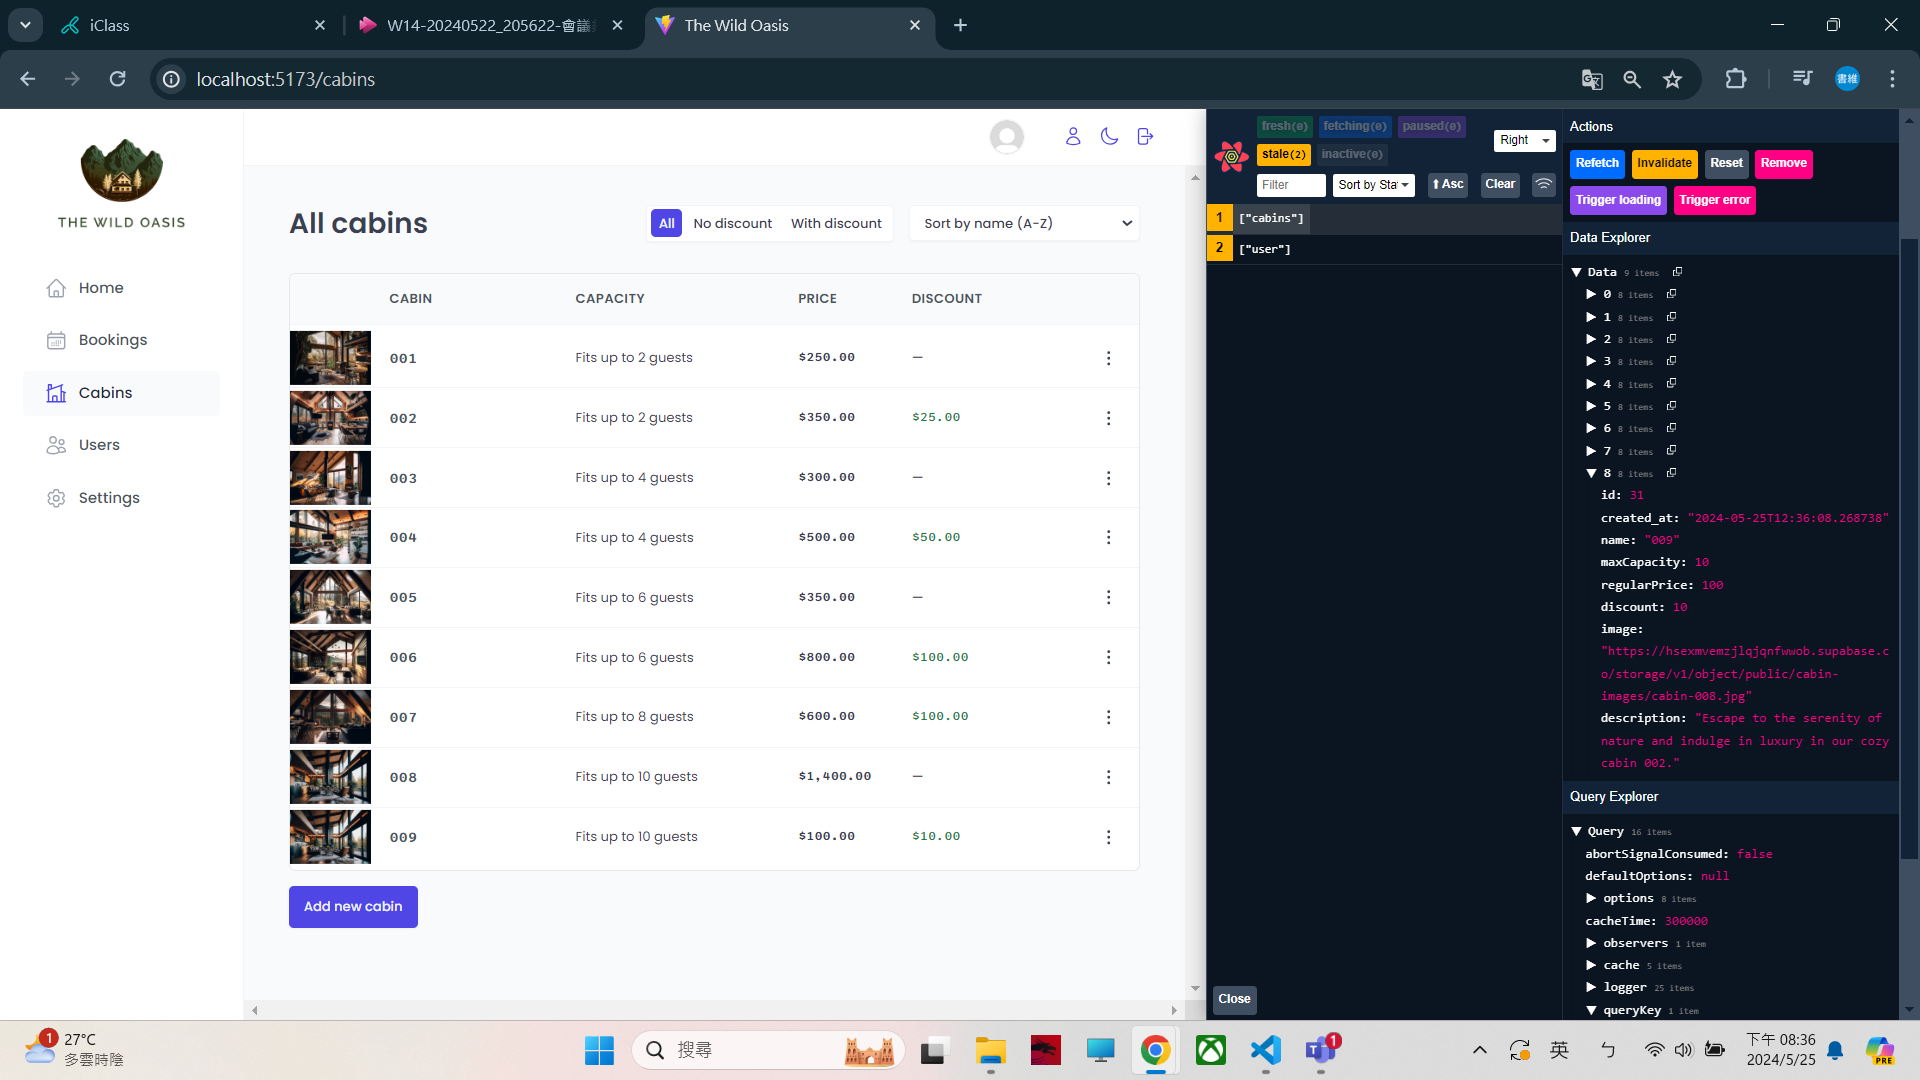 iClass
W14-20240522_205622-會議
The Wild Oasis
localhost:5173/cabins
書維
THE WILD OASIS
Home
Bookings
Cabins
Users
Settings
All cabins
All
No discount
With discount
Sort by name (A-Z)
CABIN CAPACITY PRICE DISCOUNT
001 Fits up to 2 guests $250.00 —
002 Fits up to 2 guests $350.00 $25.00
003 Fits up to 4 guests $300.00 —
004 Fits up to 4 guests $500.00 $50.00
005 Fits up to 6 guests $350.00 —
006 Fits up to 6 guests $800.00 $100.00
007 Fits up to 8 guests $600.00 $100.00
008 Fits up to 10 guests $1,400.00 —
009 Fits up to 10 guests $100.00 $10.00
Add new cabin
fresh(0) fetching(0) paused(0)
stale(2) inactive(0)
Right
Filter
Sort by Stat
Asc
Clear
1 ["cabins"]
2 ["user"]
Close
Actions
Refetch Invalidate Reset Remove
Trigger loading Trigger error
Data Explorer
Data 9 items
0 8 items
1 8 items
2 8 items
3 8 items
4 8 items
5 8 items
6 8 items
7 8 items
8 8 items
id: 31
created_at: "2024-05-25T12:36:08.268738"
name: "009"
maxCapacity: 10
regularPrice: 100
discount: 10
image:
"https://hsexmvemzjlqjqnfwwob.supabase.c
o/storage/v1/object/public/cabin-
images/cabin-008.jpg"
description: "Escape to the serenity of
nature and indulge in luxury in our cozy
cabin 002."
Query Explorer
Query 16 items
abortSignalConsumed: false
defaultOptions: null
options 8 items
cacheTime: 300000
observers 1 item
cache 5 items
logger 25 items
queryKey 1 item
1
27°C
多雲時陰
搜尋
1
英
ㄅ
下午 08:36
2024/5/25
PRE